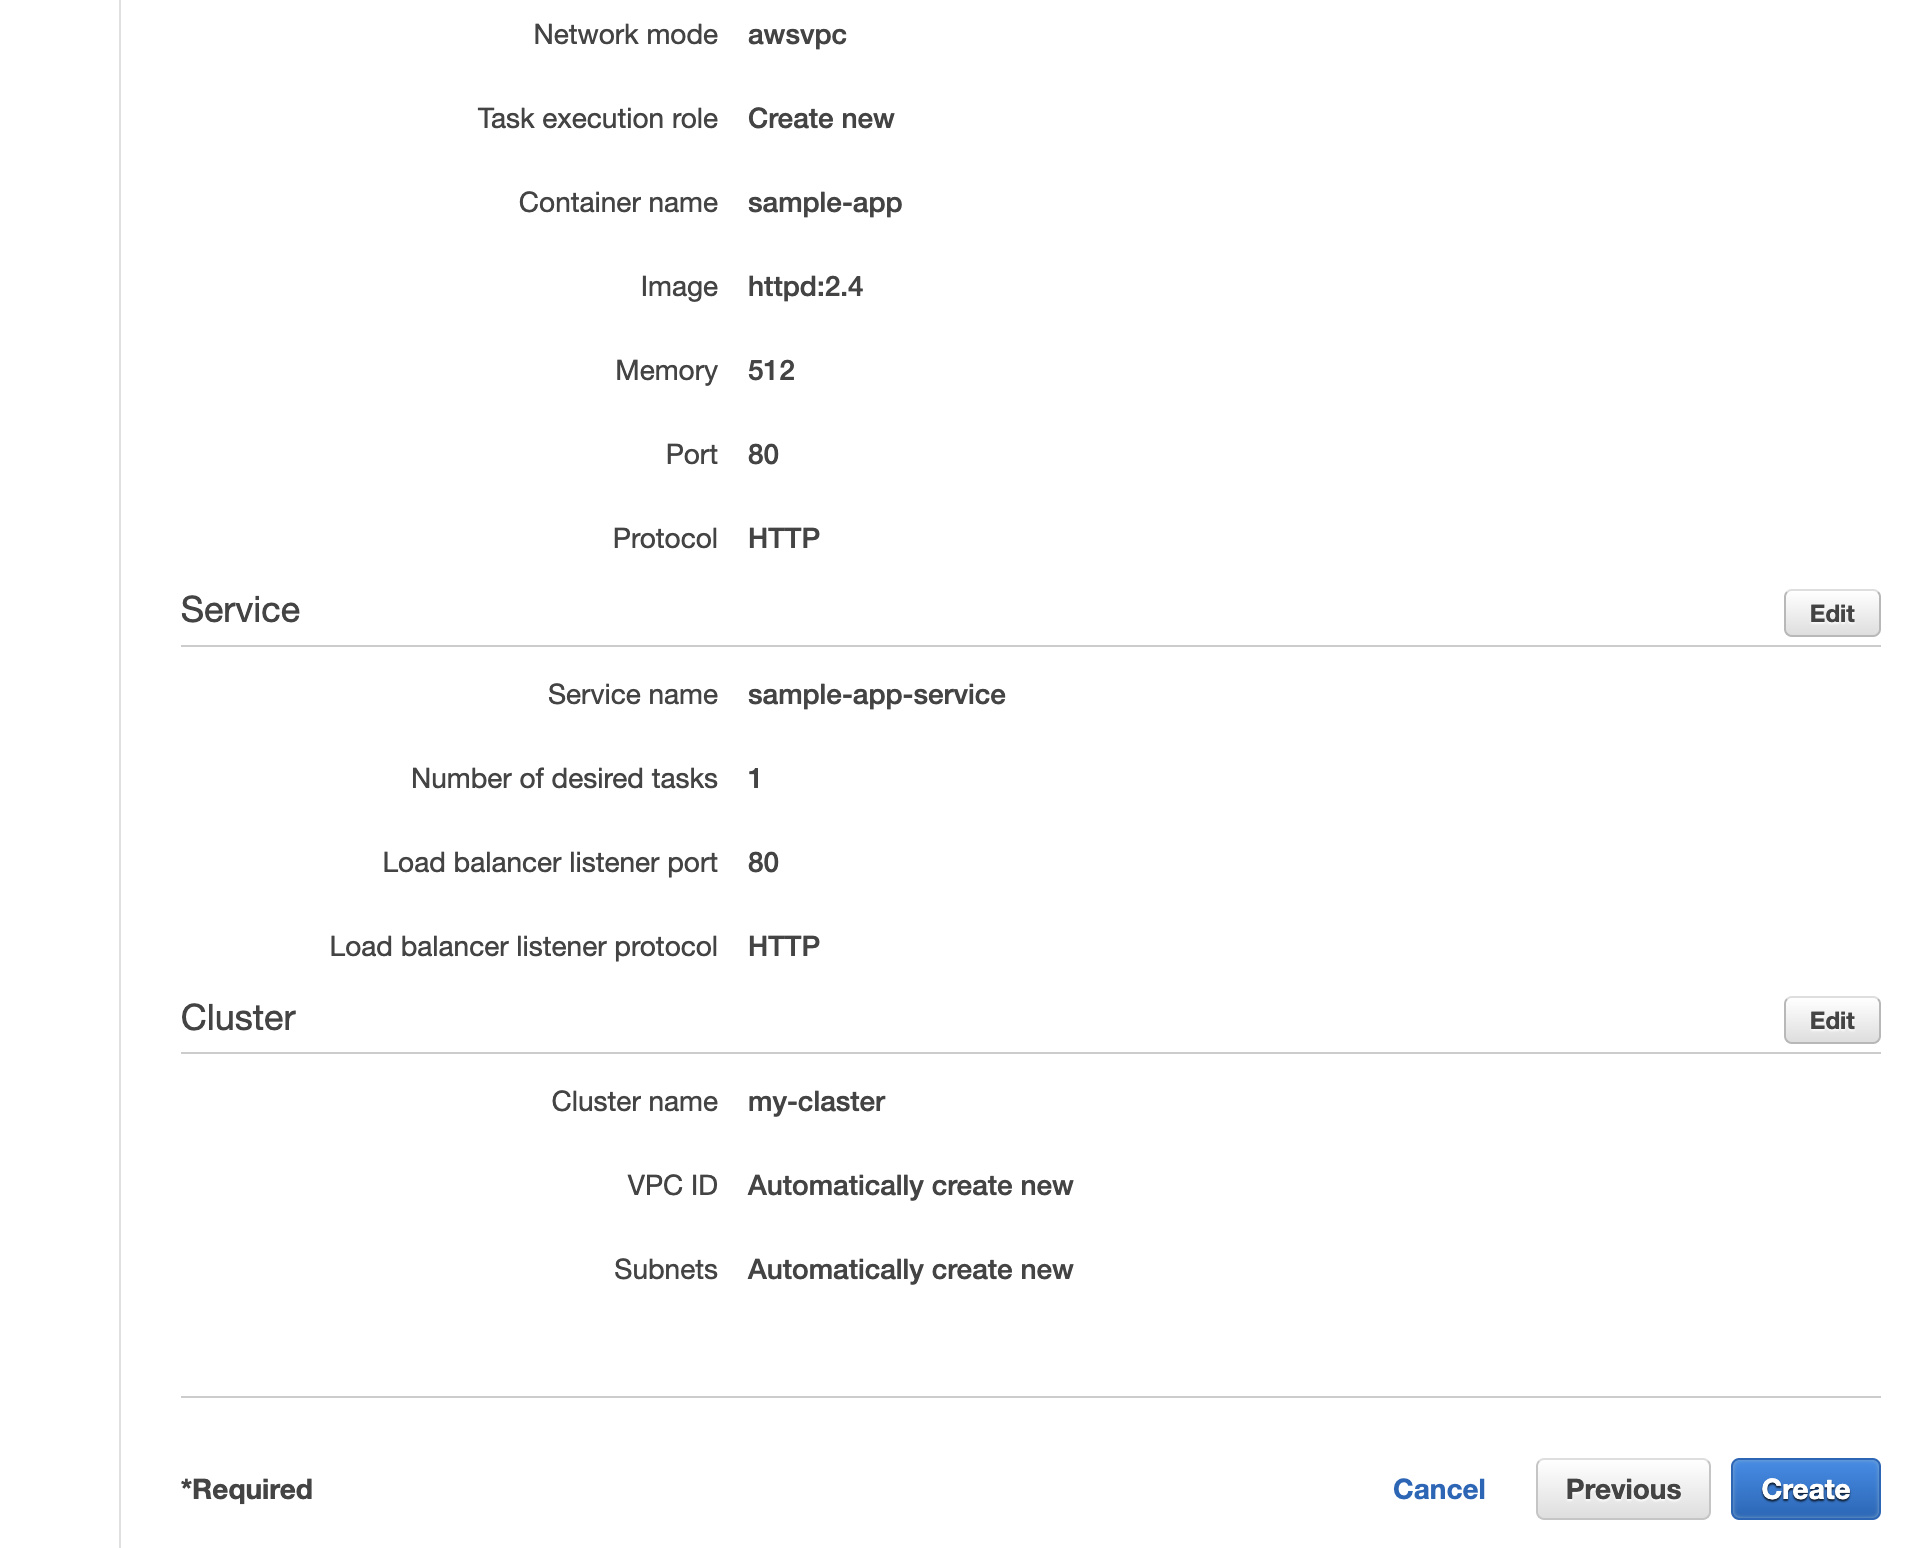 Network mode awsvpc
Task execution role Create new
Container name sample-app
Image httpd:2.4
Memory 512
Port 80
Protocol HTTP
Service Edit
Service name sample-app-service
Number of desired tasks 1
Load balancer listener port 80
Load balancer listener protocol HTTP
Cluster Edit
Cluster name my-claster
VPC ID Automatically create new
Subnets Automatically create new
*Required Cancel Previous Create